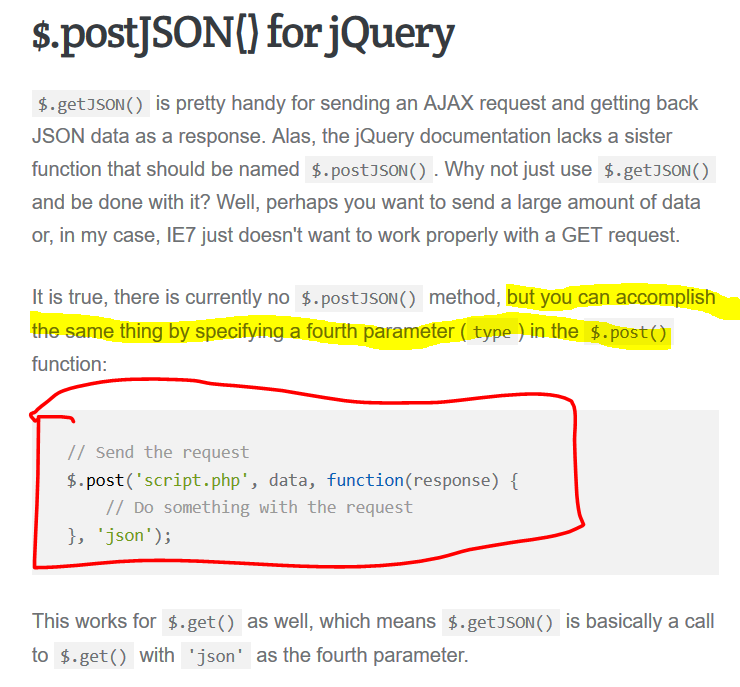 $.postJSON() for jQuery
$.getJSON() is pretty handy for sending an AJAX request and getting back
JSON data as a response. Alas, the jQuery documentation lacks a sister
function that should be named $.postJSON(). Why not just use $.getJSON()
and be done with it? Well, perhaps you want to send a large amount of data
or, in my case, IE7 just doesn't want to work properly with a GET request.
It is true, there is currently no $.postJSON() method, but you can accomplish
the same thing by specifying a fourth parameter ( type ) in the $.post()
function:
// Send the request
$.post('script.php', data, function(response) {
    // Do something with the request
}, 'json');
This works for $.get() as well, which means $.getJSON() is basically a call
to $.get() with 'json' as the fourth parameter.